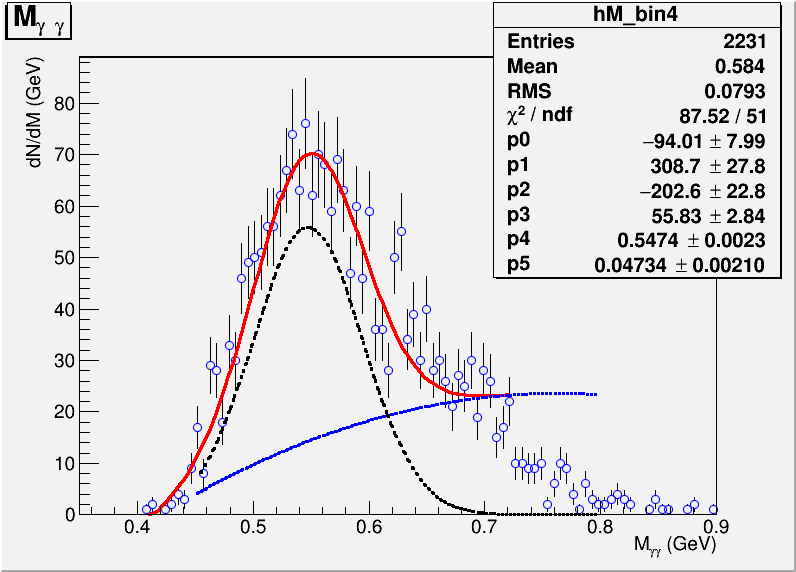 M γ γ
hM_bin4
Entries 2231
Mean 0.584
RMS 0.0793
χ² / ndf 87.52 / 51
p0 −94.01 ± 7.99
p1 308.7 ± 27.8
p2 −202.6 ± 22.8
p3 55.83 ± 2.84
p4 0.5474 ± 0.0023
p5 0.04734 ± 0.00210
dN/dM (GeV)
80
70
60
50
40
30
20
10
0
0.4 0.5 0.6 0.7 0.8 0.9
Mγγ (GeV)